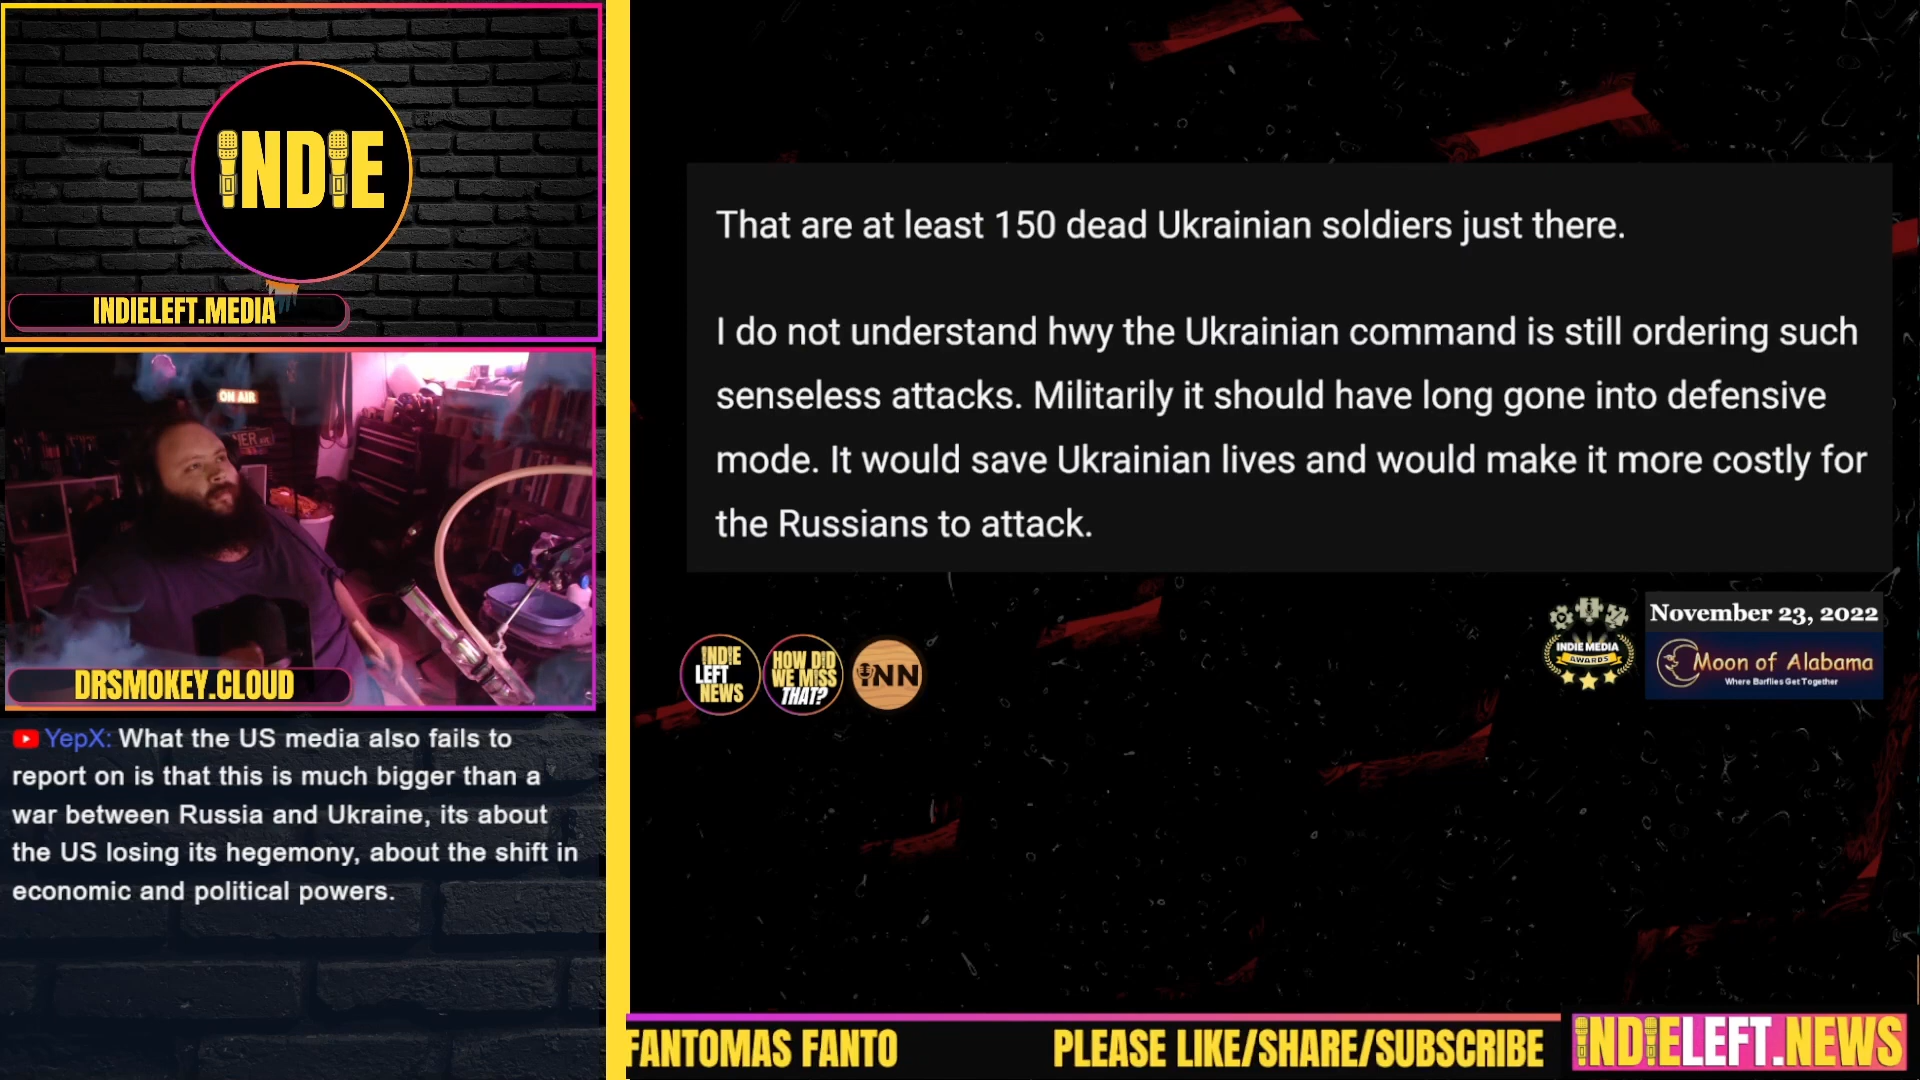 INDIE
INDIELEFT.MEDIA
ON AIR
DRSMOKEY.CLOUD
YepX: What the US media also fails to
report on is that this is much bigger than a
war between Russia and Ukraine, its about
the US losing its hegemony, about the shift in
economic and political powers.
That are at least 150 dead Ukrainian soldiers just there.
I do not understand hwy the Ukrainian command is still ordering such
senseless attacks. Militarily it should have long gone into defensive
mode. It would save Ukrainian lives and would make it more costly for
the Russians to attack.
INDIE
LEFT
NEWS
HOW DID
WE MISS
THAT?
INN
INDIE MEDIA
AWARDS
November 23, 2022
Moon of Alabama
Where Barflies Get Together
FANTOMAS FANTO
PLEASE LIKE/SHARE/SUBSCRIBE
INDIELEFT.NEWS